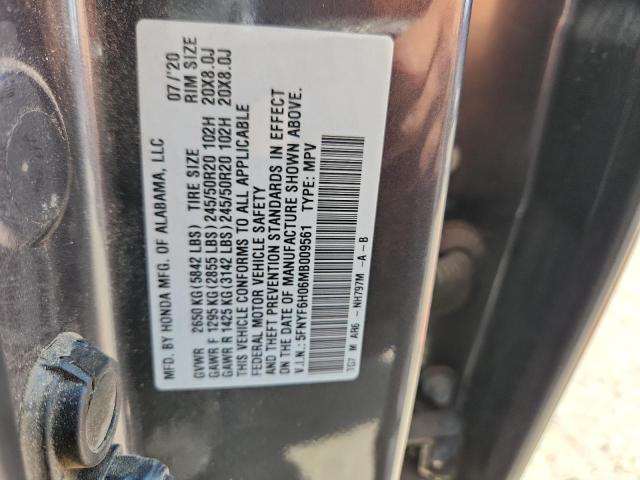 MFD. BY HONDA MFG. OF ALABAMA, LLC 07/'20
TIRE SIZE RIM SIZE
GVWR 2650 KG (5842 LBS)
GAWR F 1295 KG (2855 LBS) 245/50R20 102H 20X8.0J
GAWR R 1425 KG (3142 LBS) 245/50R20 102H 20X8.0J
THIS VEHICLE CONFORMS TO ALL APPLICABLE
FEDERAL MOTOR VEHICLE SAFETY
AND THEFT PREVENTION STANDARDS IN EFFECT
ON THE DATE OF MANUFACTURE SHOWN ABOVE.
V.I.N.: 5FNYF6H06MB009561 TYPE: MPV
TG7 M AR6 - NH797M -A-B